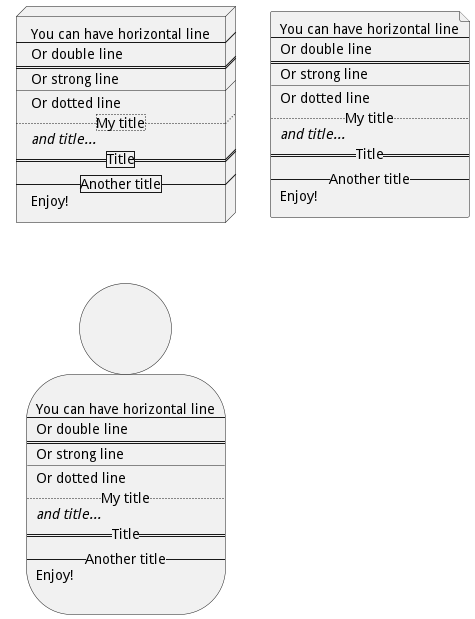 You can have horizontal line
Or double line
Or strong line
Or dotted line
My title
and title...
Title
Another title
Enjoy!
You can have horizontal line
Or double line
Or strong line
Or dotted line
My title
and title...
Title
Another title
Enjoy!
You can have horizontal line
Or double line
Or strong line
Or dotted line
My title
and title...
Title
Another title
Enjoy!